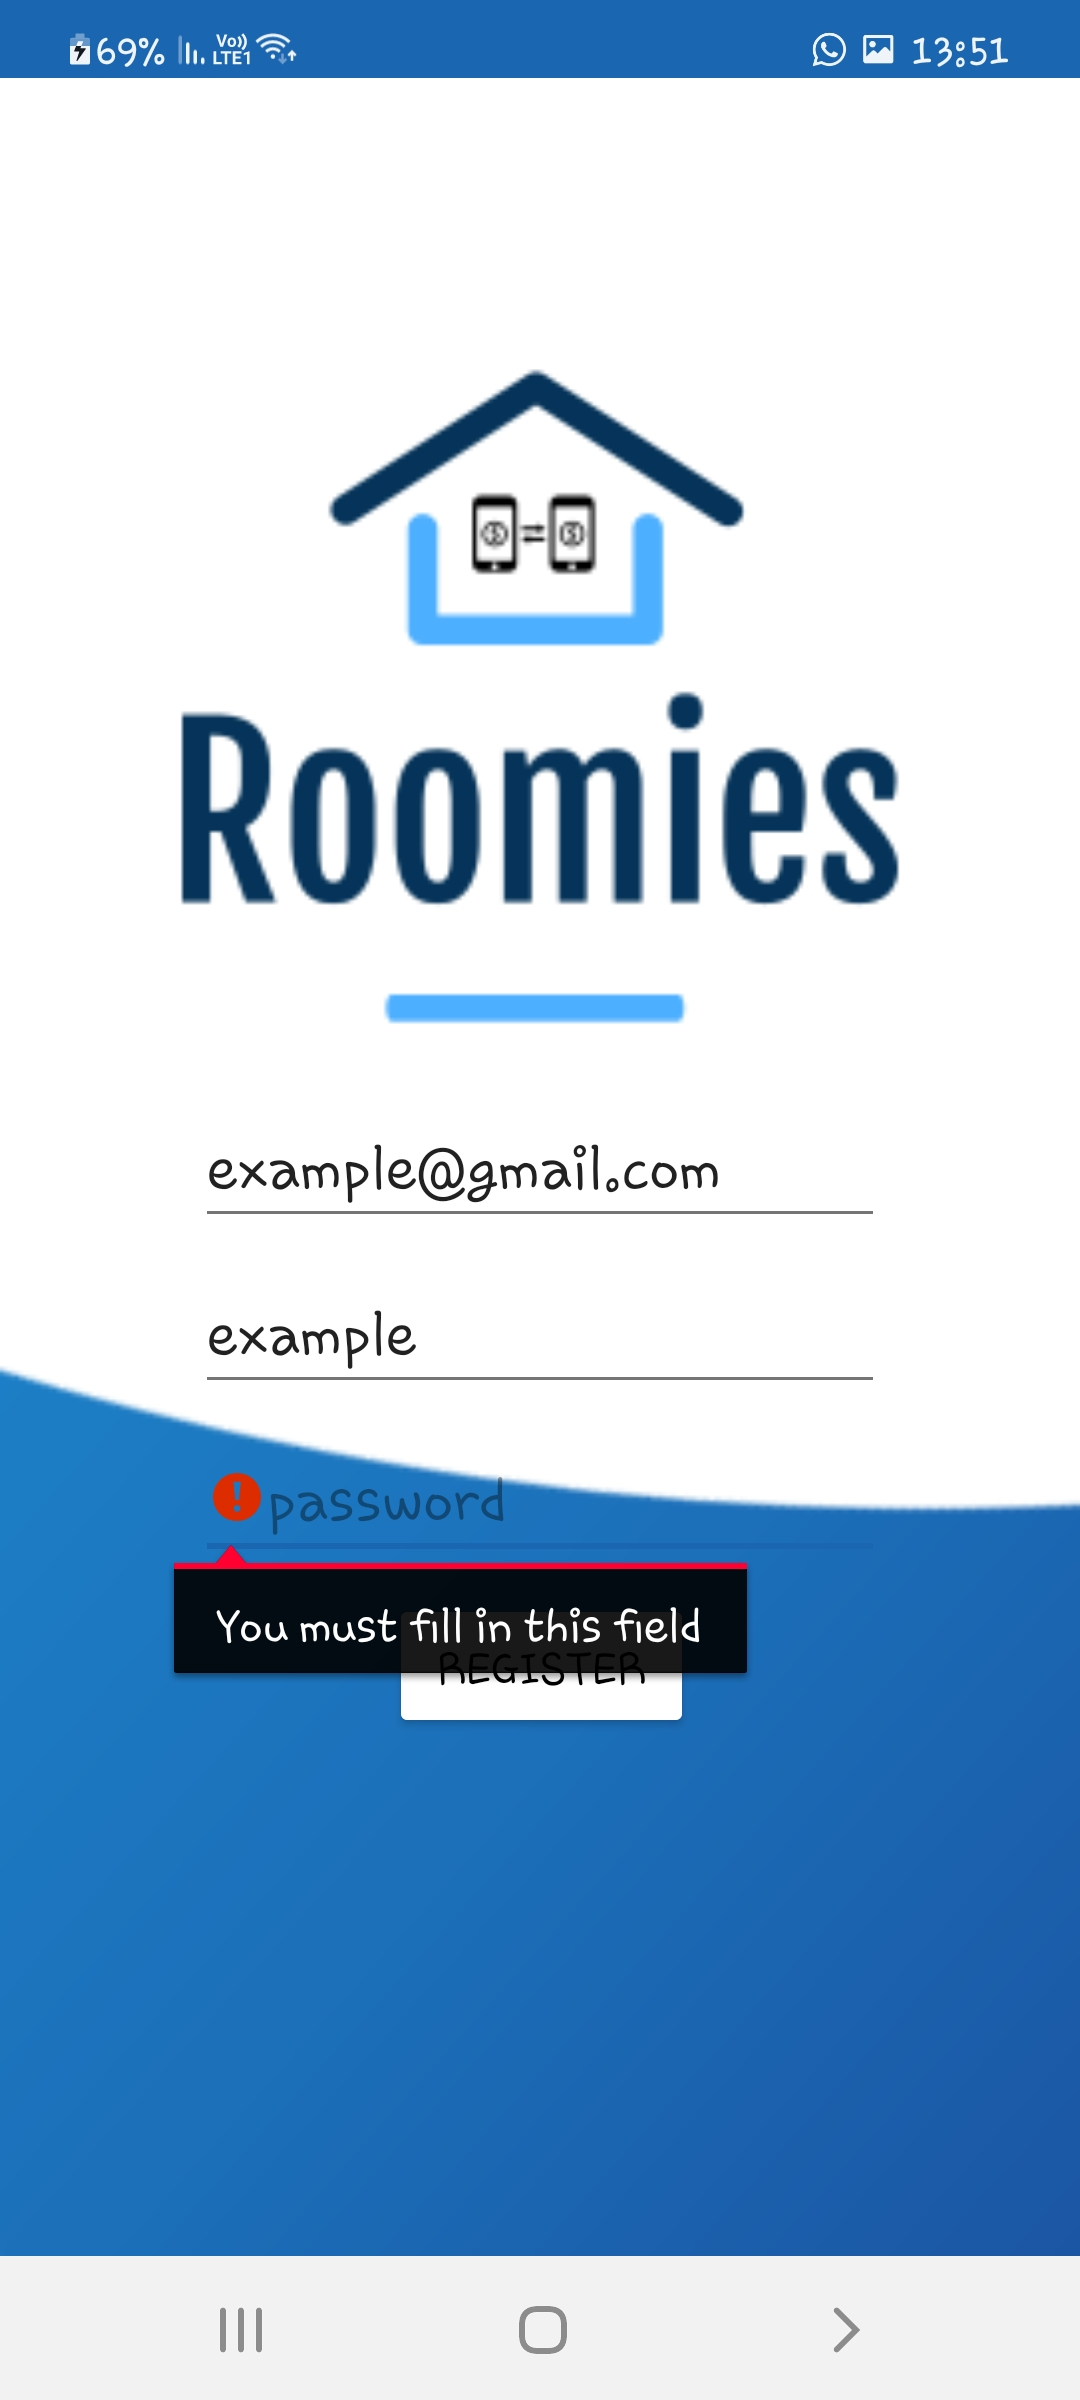 69% Vo)) LTE1 13:51
Roomies
example@gmail.com
example
password
You must fill in this field
REGISTER